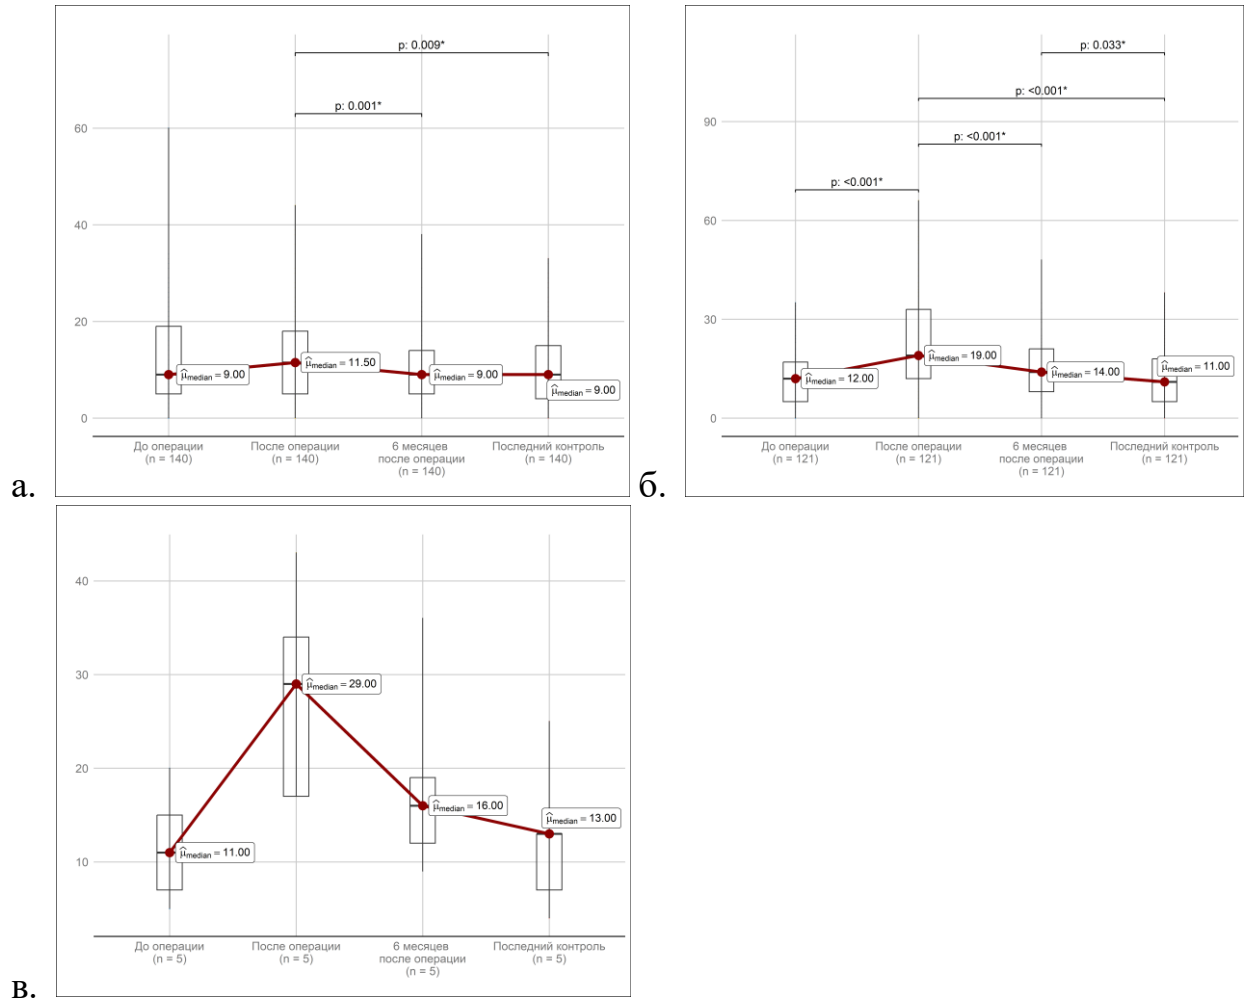 p: 0.009*
p: 0.001*
60
40
20
0
μ̂median = 9.00
μ̂median = 11.50
μ̂median = 9.00
μ̂median = 9.00
До операции
(n = 140)
После операции
(n = 140)
6 месяцев
после операции
(n = 140)
Последний контроль
(n = 140)
а.
p: 0.033*
p: <0.001*
p: <0.001*
p: <0.001*
90
60
30
0
μ̂median = 12.00
μ̂median = 19.00
μ̂median = 14.00
μ̂median = 11.00
До операции
(n = 121)
После операции
(n = 121)
6 месяцев
после операции
(n = 121)
Последний контроль
(n = 121)
б.
40
30
20
10
μ̂median = 11.00
μ̂median = 29.00
μ̂median = 16.00
μ̂median = 13.00
До операции
(n = 5)
После операции
(n = 5)
6 месяцев
после операции
(n = 5)
Последний контроль
(n = 5)
в.